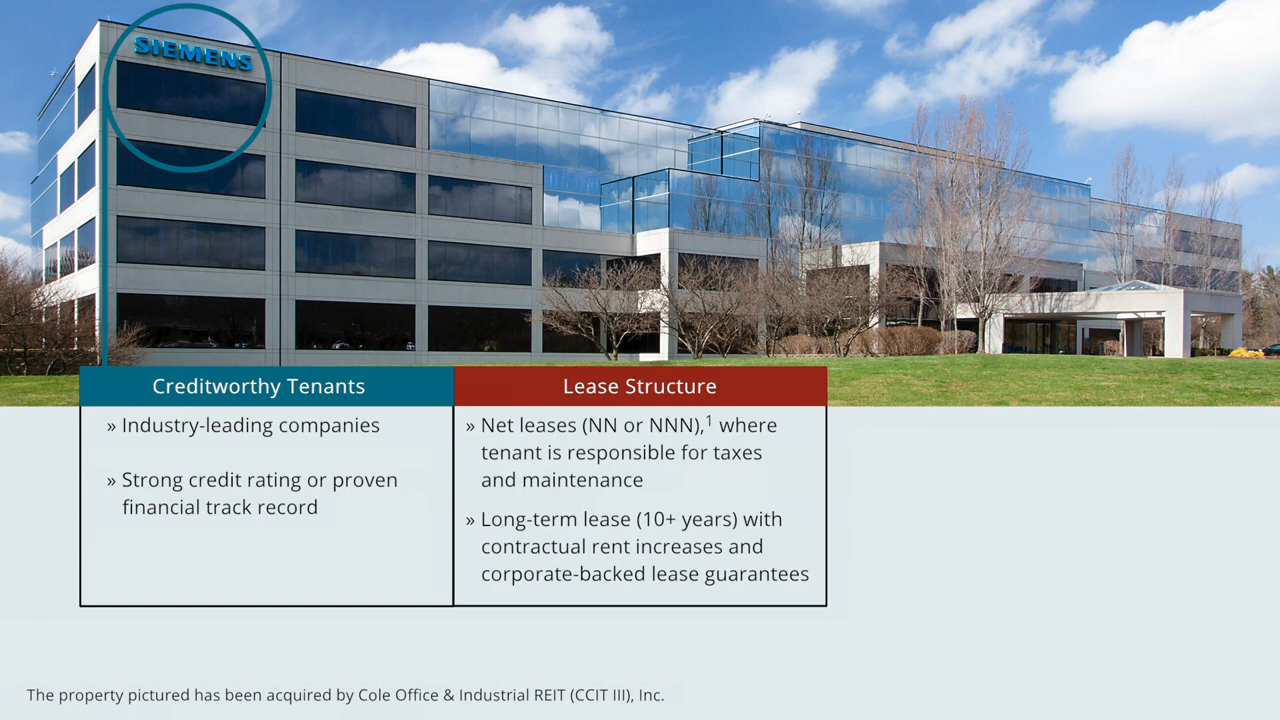 SIEMENS
Creditworthy Tenants
» Industry-leading companies
» Strong credit rating or proven
financial track record
Lease Structure
» Net leases (NN or NNN),¹ where
tenant is responsible for taxes
and maintenance
» Long-term lease (10+ years) with
contractual rent increases and
corporate-backed lease guarantees
The property pictured has been acquired by Cole Office & Industrial REIT (CCIT III), Inc.